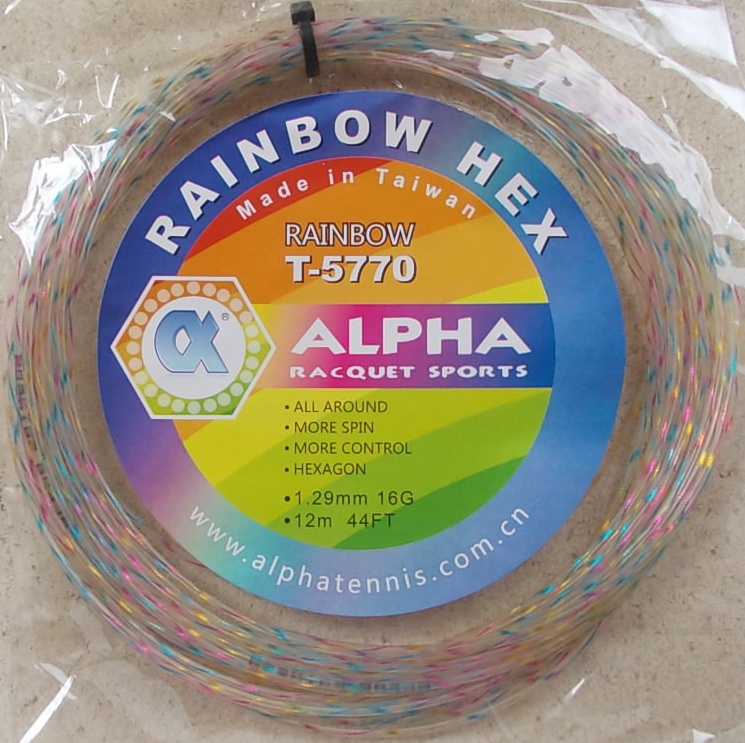 RAINBOW HEX
Made in Taiwan
RAINBOW
T-5770
α®
ALPHA
RACQUET SPORTS
• ALL AROUND
• MORE SPIN
• MORE CONTROL
• HEXAGON
•1.29mm 16G
•12m 44FT
www.alphatennis.com.cn